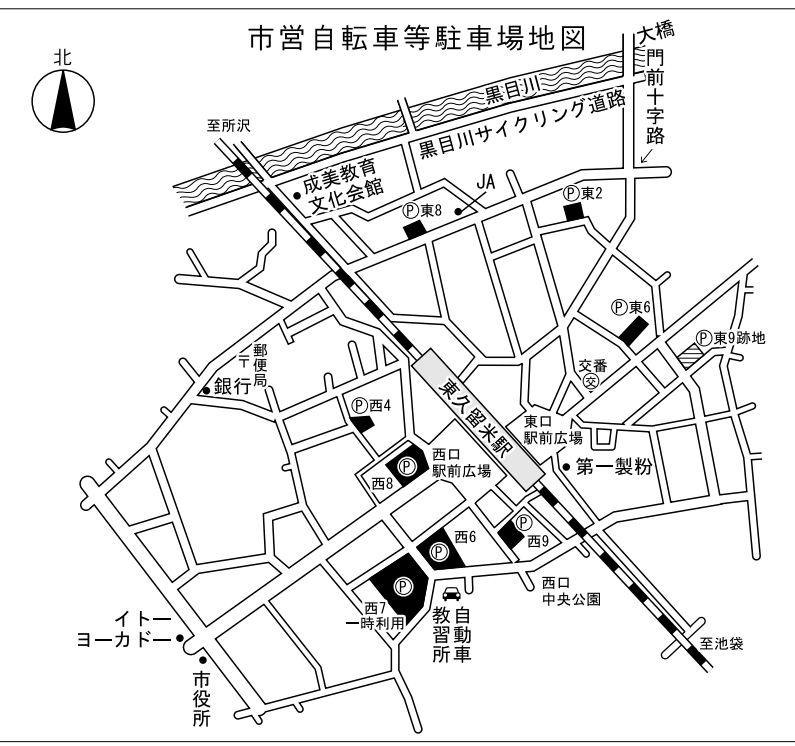 市営自転車等駐車場地図
北
大橋
門前十字路
黒目川
黒目川サイクリング道路
至所沢
成美教育
文化会館
JA
Ⓟ東8
Ⓟ東2
Ⓟ東6
Ⓟ東9跡地
交番
交
郵便局
〒
銀行
Ⓟ西4
東久留米駅
東口
駅前広場
西口
駅前広場
第一製粉
Ⓟ
西8
Ⓟ
西6
Ⓟ
西9
Ⓟ
西7
一時利用
西口
中央公園
自動車
教習所
イトー
ヨーカドー
市役所
至池袋